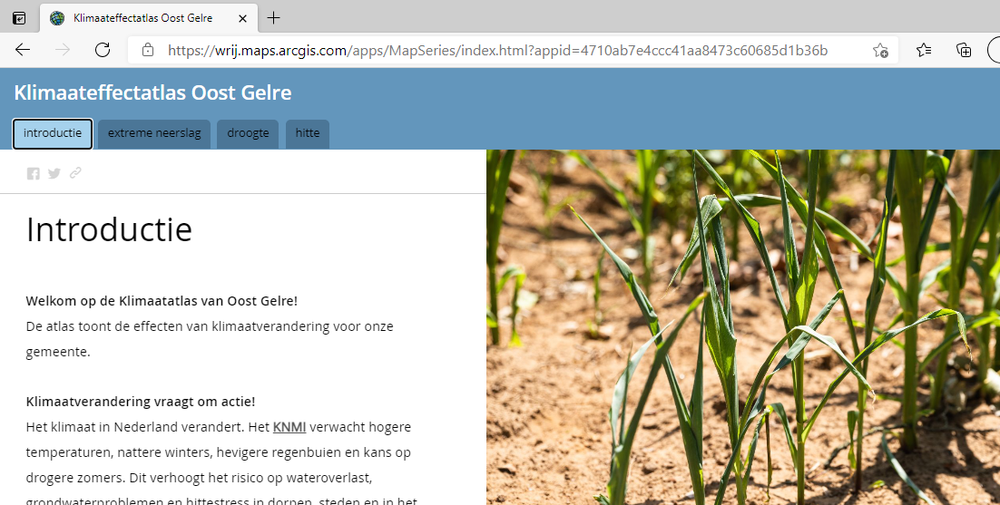 Klimaateffectatlas Oost Gelre
https://wrij.maps.arcgis.com/apps/MapSeries/index.html?appid=4710ab7e4ccc41aa8473c60685d1b36b
Klimaateffectatlas Oost Gelre
introductie extreme neerslag droogte hitte
Introductie
Welkom op de Klimaatatlas van Oost Gelre!
De atlas toont de effecten van klimaatverandering voor onze
gemeente.
Klimaatverandering vraagt om actie!
Het klimaat in Nederland verandert. Het KNMI verwacht hogere
temperaturen, nattere winters, hevigere regenbuien en kans op
drogere zomers. Dit verhoogt het risico op wateroverlast,
grondwaterproblemen en hittestress in dorpen, steden en in het